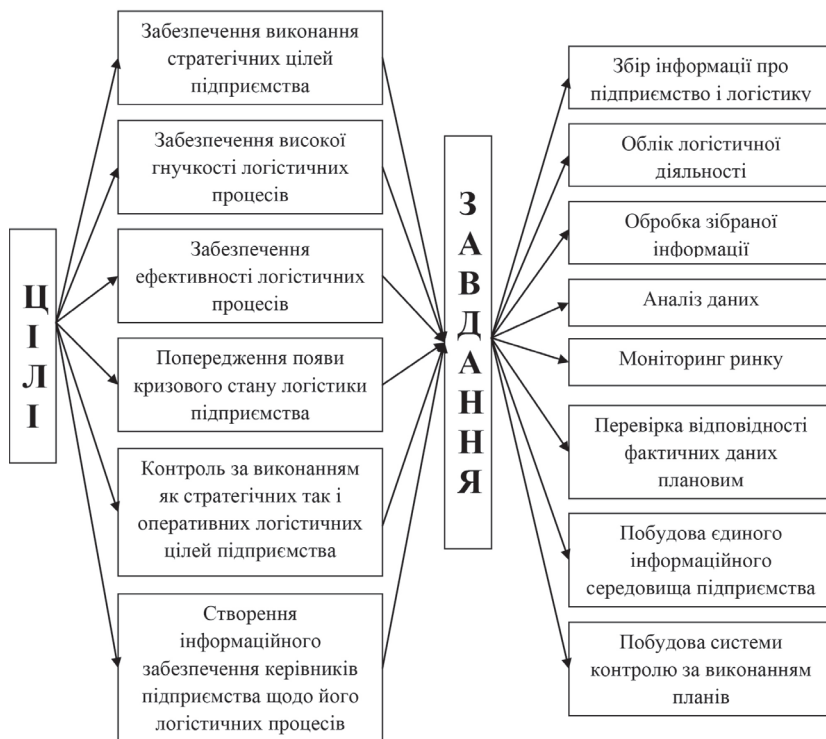 ЦІЛІ
Забезпечення виконання
стратегічних цілей
підприємства
Забезпечення високої
гнучкості логістичних
процесів
Забезпечення
ефективності логістичних
процесів
Попередження появи
кризового стану логістики
підприємства
Контроль за виконанням
як стратегічних так і
оперативних логістичних
цілей підприємства
Створення
інформаційного
забезпечення керівників
підприємства щодо його
логістичних процесів
ЗАВДАННЯ
Збір інформації про
підприємство і логістику
Облік логістичної
діяльності
Обробка зібраної
інформації
Аналіз даних
Моніторинг ринку
Перевірка відповідності
фактичних даних
плановим
Побудова єдиного
інформаційного
середовища підприємства
Побудова системи
контролю за виконанням
планів